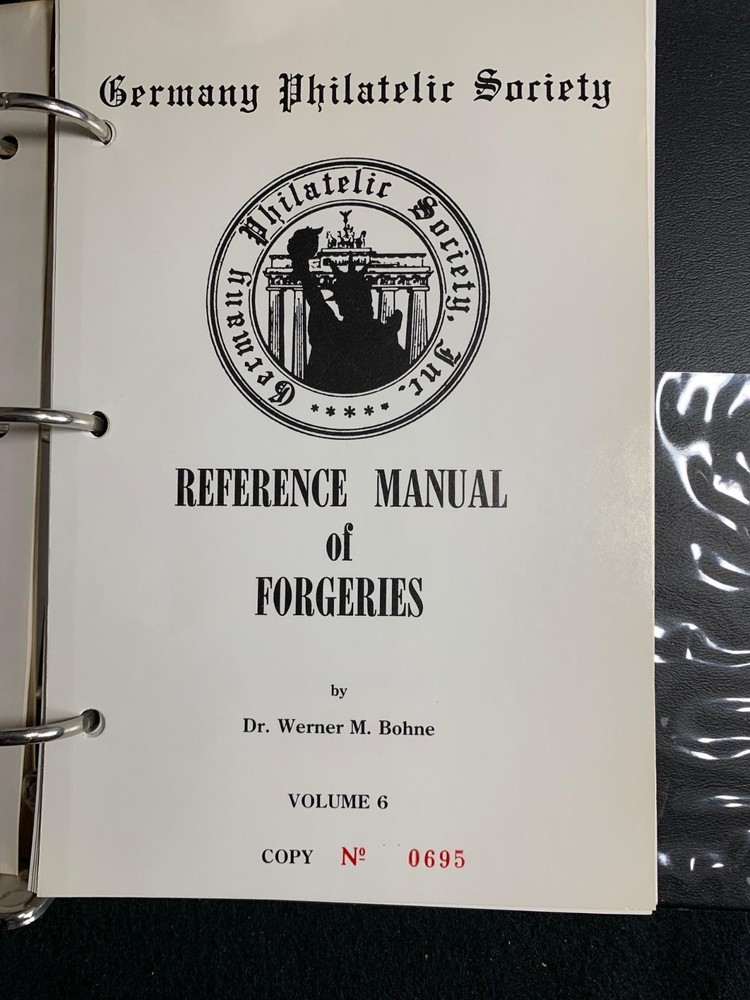 Germany Philatelic Society
Germany Philatelic Society, Inc.
*****
REFERENCE MANUAL
of
FORGERIES
by
Dr. Werner M. Bohne
VOLUME 6
COPY Nº 0695